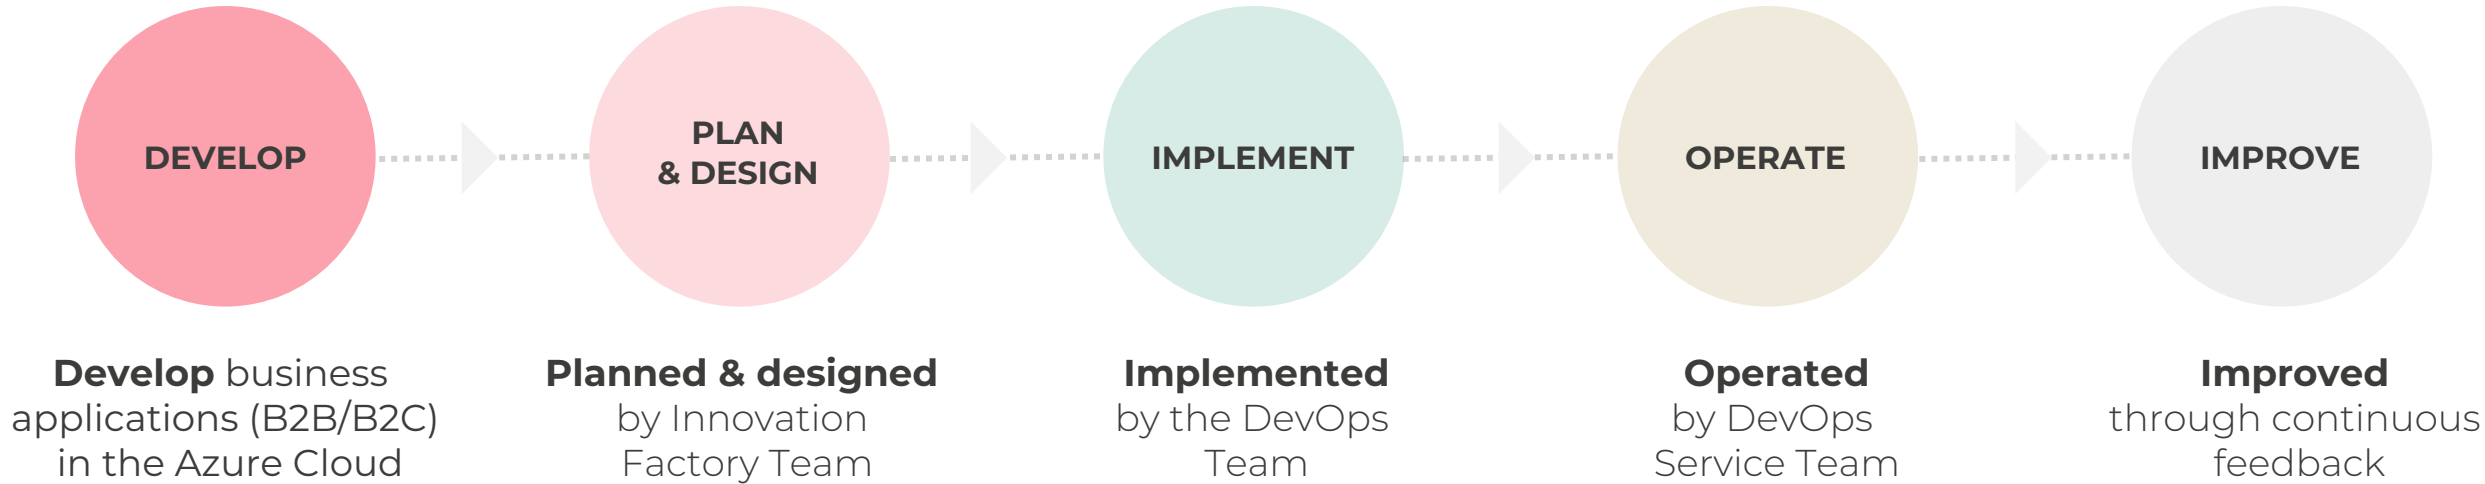 DEVELOP
PLAN
& DESIGN
IMPLEMENT
OPERATE
IMPROVE
Develop business
applications (B2B/B2C)
in the Azure Cloud
Planned & designed
by Innovation
Factory Team
Implemented
by the DevOps
Team
Operated
by DevOps
Service Team
Improved
through continuous
feedback